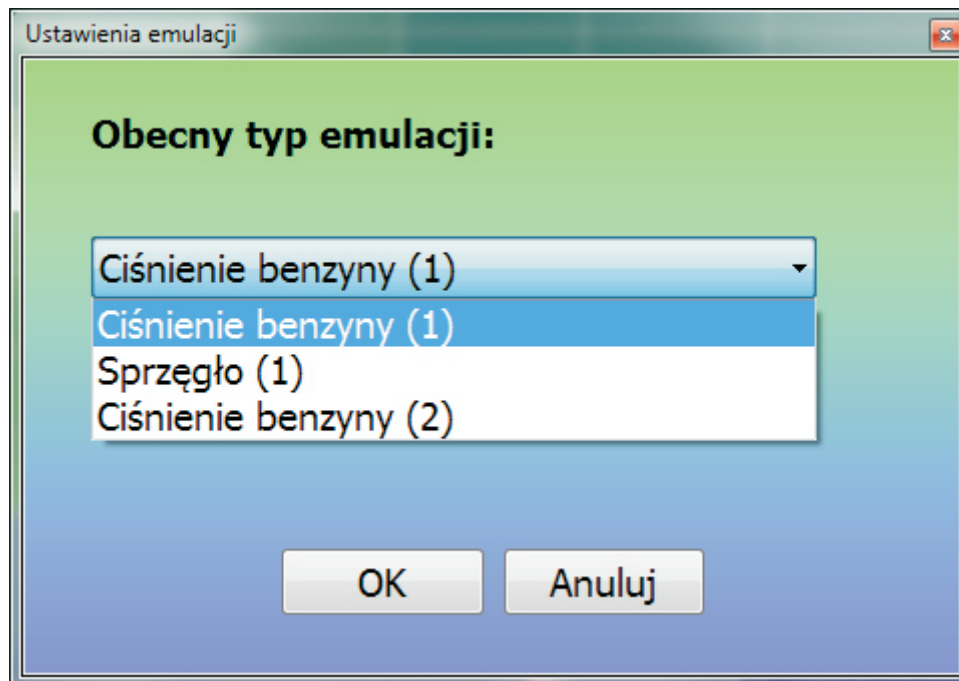 Ustawienia emulacji
Obecny typ emulacji:
Ciśnienie benzyny (1)
Ciśnienie benzyny (1)
Sprzęgło (1)
Ciśnienie benzyny (2)
OK Anuluj